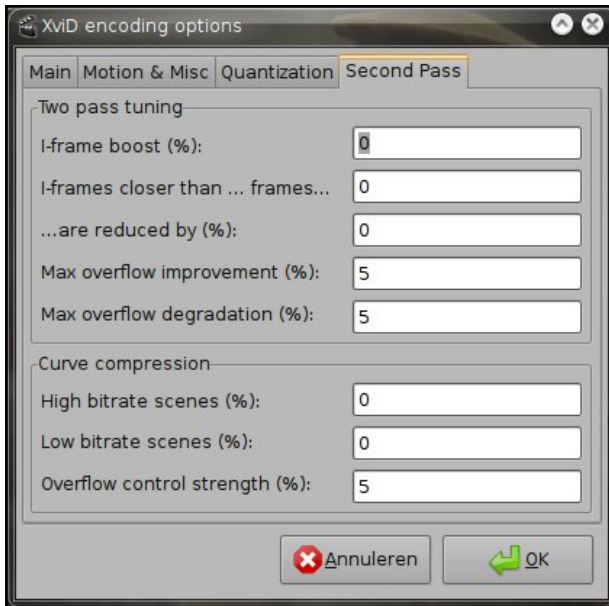 XviD encoding options
Main Motion & Misc Quantization Second Pass
Two pass tuning
I-frame boost (%): 0
I-frames closer than ... frames... 0
...are reduced by (%): 0
Max overflow improvement (%): 5
Max overflow degradation (%): 5
Curve compression
High bitrate scenes (%): 0
Low bitrate scenes (%): 0
Overflow control strength (%): 5
Annuleren OK